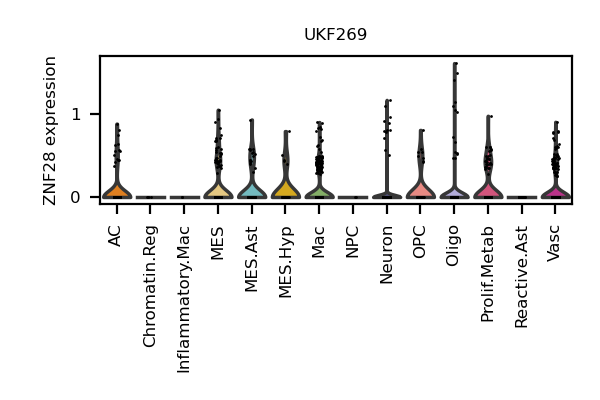 UKF269
ZNF28 expression
1
0
AC
Chromatin.Reg
Inflammatory.Mac
MES
MES.Ast
MES.Hyp
Mac
NPC
Neuron
OPC
Oligo
Prolif.Metab
Reactive.Ast
Vasc